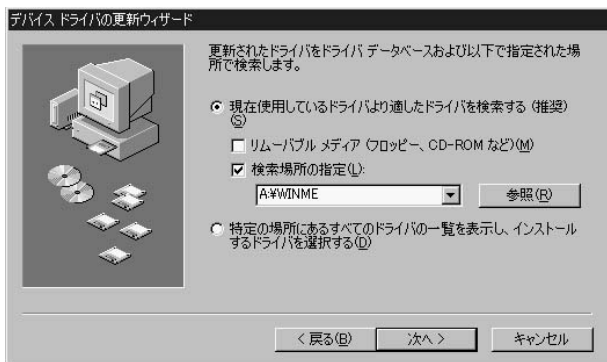 デバイス ドライバの更新ウィザード
更新されたドライバをドライバ データベースおよび以下で指定された場
所で検索します。
現在使用しているドライバより適したドライバを検索する (推奨)
(S)
リムーバブル メディア (フロッピー、CD-ROM など)(M)
検索場所の指定(L):
A:¥WINME
参照(R)
特定の場所にあるすべてのドライバの一覧を表示し、インストール
するドライバを選択する(D)
< 戻る(B)
次へ >
キャンセル